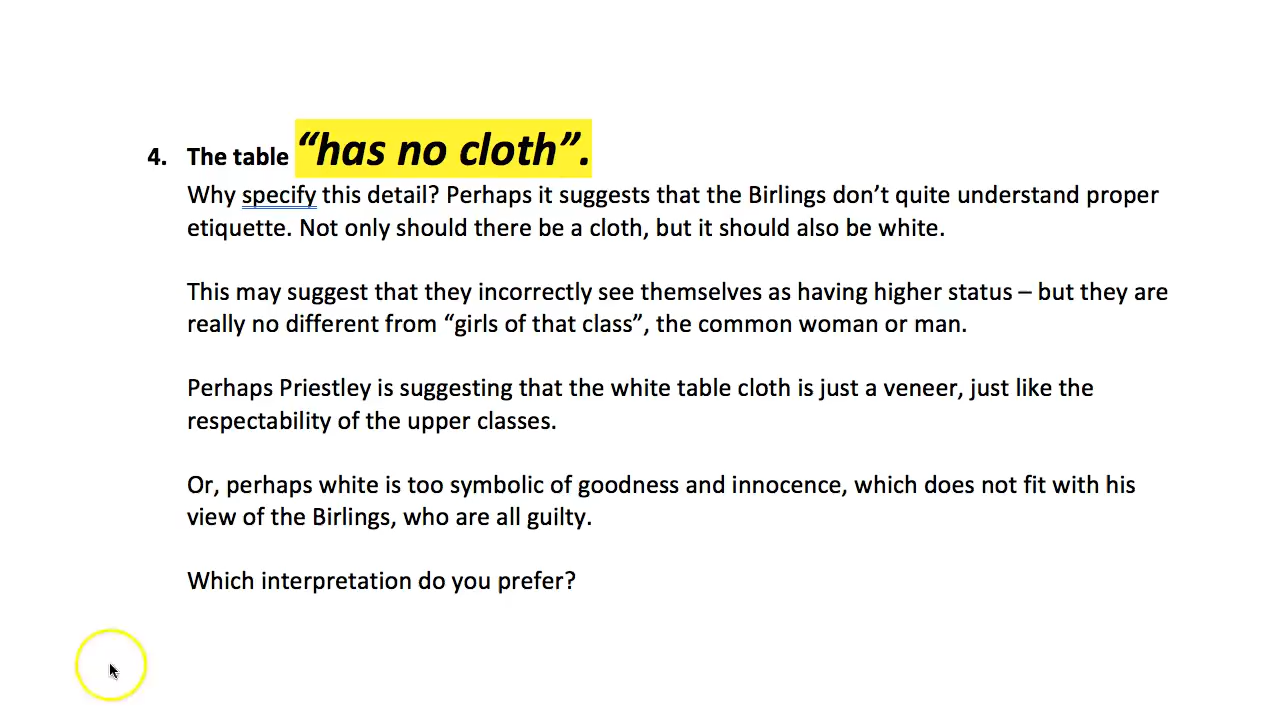 4. The table “has no cloth”.
Why specify this detail? Perhaps it suggests that the Birlings don’t quite understand proper
etiquette. Not only should there be a cloth, but it should also be white.
This may suggest that they incorrectly see themselves as having higher status – but they are
really no different from “girls of that class”, the common woman or man.
Perhaps Priestley is suggesting that the white table cloth is just a veneer, just like the
respectability of the upper classes.
Or, perhaps white is too symbolic of goodness and innocence, which does not fit with his
view of the Birlings, who are all guilty.
Which interpretation do you prefer?